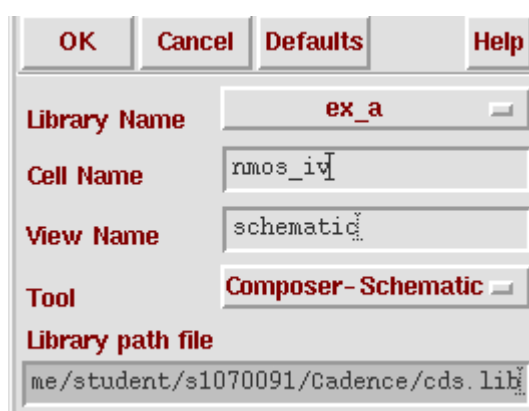 OK Cancel Defaults Help
Library Name ex_a
Cell Name nmos_iv
View Name schematic
Tool Composer-Schematic
Library path file
me/student/s1070091/Cadence/cds.lib